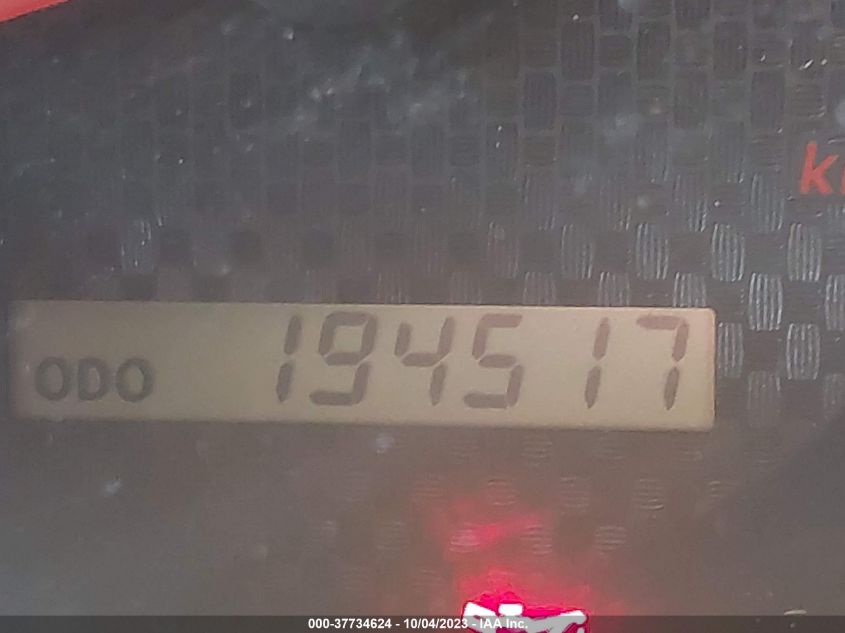 ODO 194517
000-37734624 - 10/04/2023 - IAA Inc.